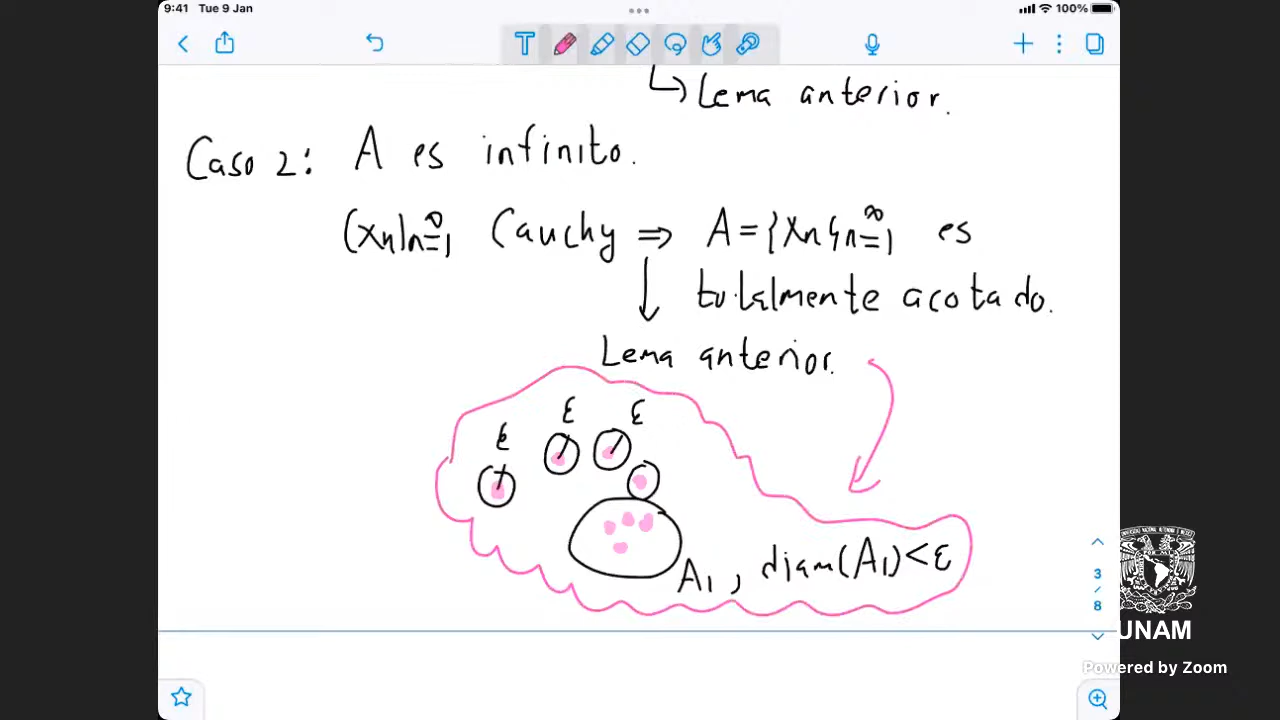 9:41 Tue 9 Jan
100%
↳ Lema anterior.
Caso 2: A es infinito.
(xn)n=1^∞ Cauchy ⇒ A={xn}n=1^∞ es
↓ totalmente acotado.
Lema anterior.
ε ε ε
A1, diam(A1)<ε
3
/
8
UNAM
Powered by Zoom